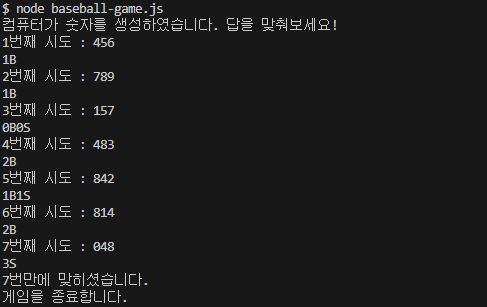 $ node baseball-game.js
컴퓨터가 숫자를 생성하였습니다. 답을 맞춰보세요!
1번째 시도 : 456
1B
2번째 시도 : 789
1B
3번째 시도 : 157
0B0S
4번째 시도 : 483
2B
5번째 시도 : 842
1B1S
6번째 시도 : 814
2B
7번째 시도 : 048
3S
7번만에 맞히셨습니다.
게임을 종료합니다.